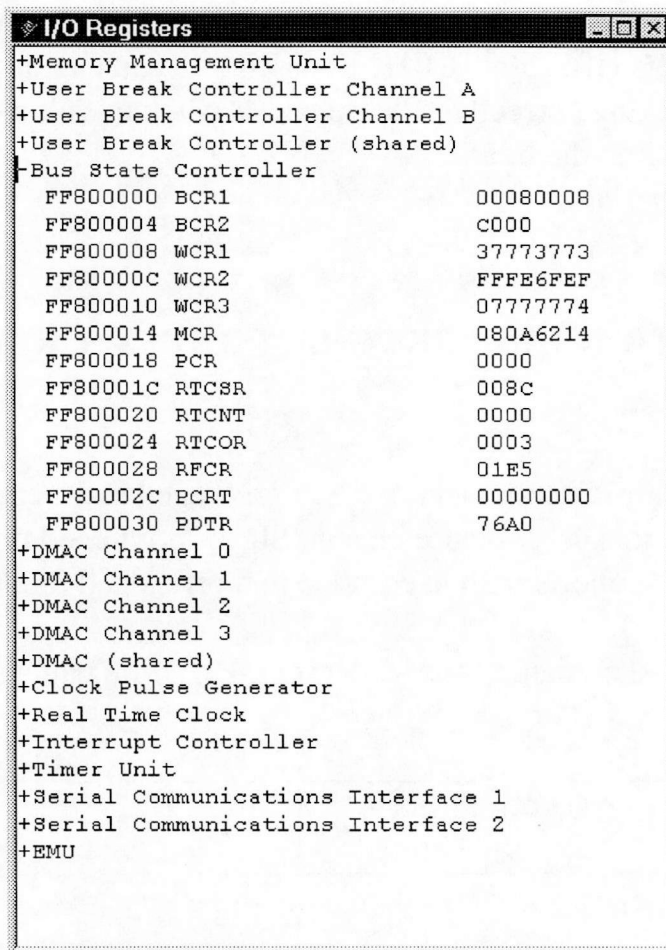 I/O Registers
+Memory Management Unit
+User Break Controller Channel A
+User Break Controller Channel B
+User Break Controller (shared)
-Bus State Controller
FF800000 BCR1 00080008
FF800004 BCR2 C000
FF800008 WCR1 37773773
FF80000C WCR2 FFFE6FEF
FF800010 WCR3 07777774
FF800014 MCR 080A6214
FF800018 PCR 0000
FF80001C RTCSR 008C
FF800020 RTCNT 0000
FF800024 RTCOR 0003
FF800028 RFCR 01E5
FF80002C PCRT 00000000
FF800030 PDTR 76A0
+DMAC Channel 0
+DMAC Channel 1
+DMAC Channel 2
+DMAC Channel 3
+DMAC (shared)
+Clock Pulse Generator
+Real Time Clock
+Interrupt Controller
+Timer Unit
+Serial Communications Interface 1
+Serial Communications Interface 2
+EMU